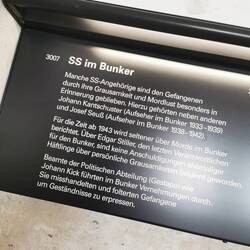 3007 SS im Bunker
Manche SS-Angehörige sind den Gefangenen
durch ihre Grausamkeit und Mordlust besonders in
Erinnerung geblieben. Hierzu gehörten neben anderen
Johann Kantschuster (Aufseher im Bunker 1933–1939)
und Josef Seuß (Aufseher im Bunker 1938–1942).
Für die Zeit ab 1943 wird seltener über Morde im Bunker
berichtet. Über Edgar Stiller, den letzten Verantwortlichen
für den Bunker, sind keine Anschuldigungen ehemaliger
Häftlinge über persönliche Grausamkeiten bekannt geworden.
Beamte der Politischen Abteilung (Gestapo) wie
Johann Kick führten im Bunker Vernehmungen durch.
Sie misshandelten und folterten Gefangene
um Geständnisse zu erpressen.